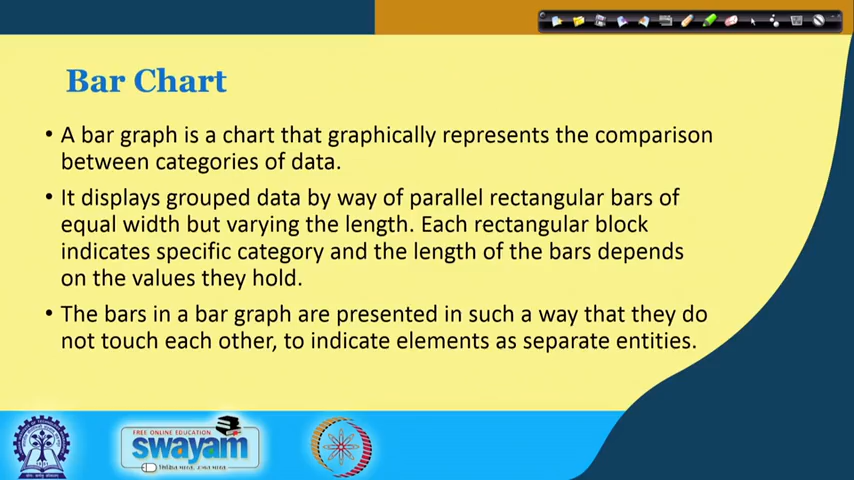 Bar Chart
• A bar graph is a chart that graphically represents the comparison
between categories of data.
• It displays grouped data by way of parallel rectangular bars of
equal width but varying the length. Each rectangular block
indicates specific category and the length of the bars depends
on the values they hold.
• The bars in a bar graph are presented in such a way that they do
not touch each other, to indicate elements as separate entities.
FREE ONLINE EDUCATION
swayam